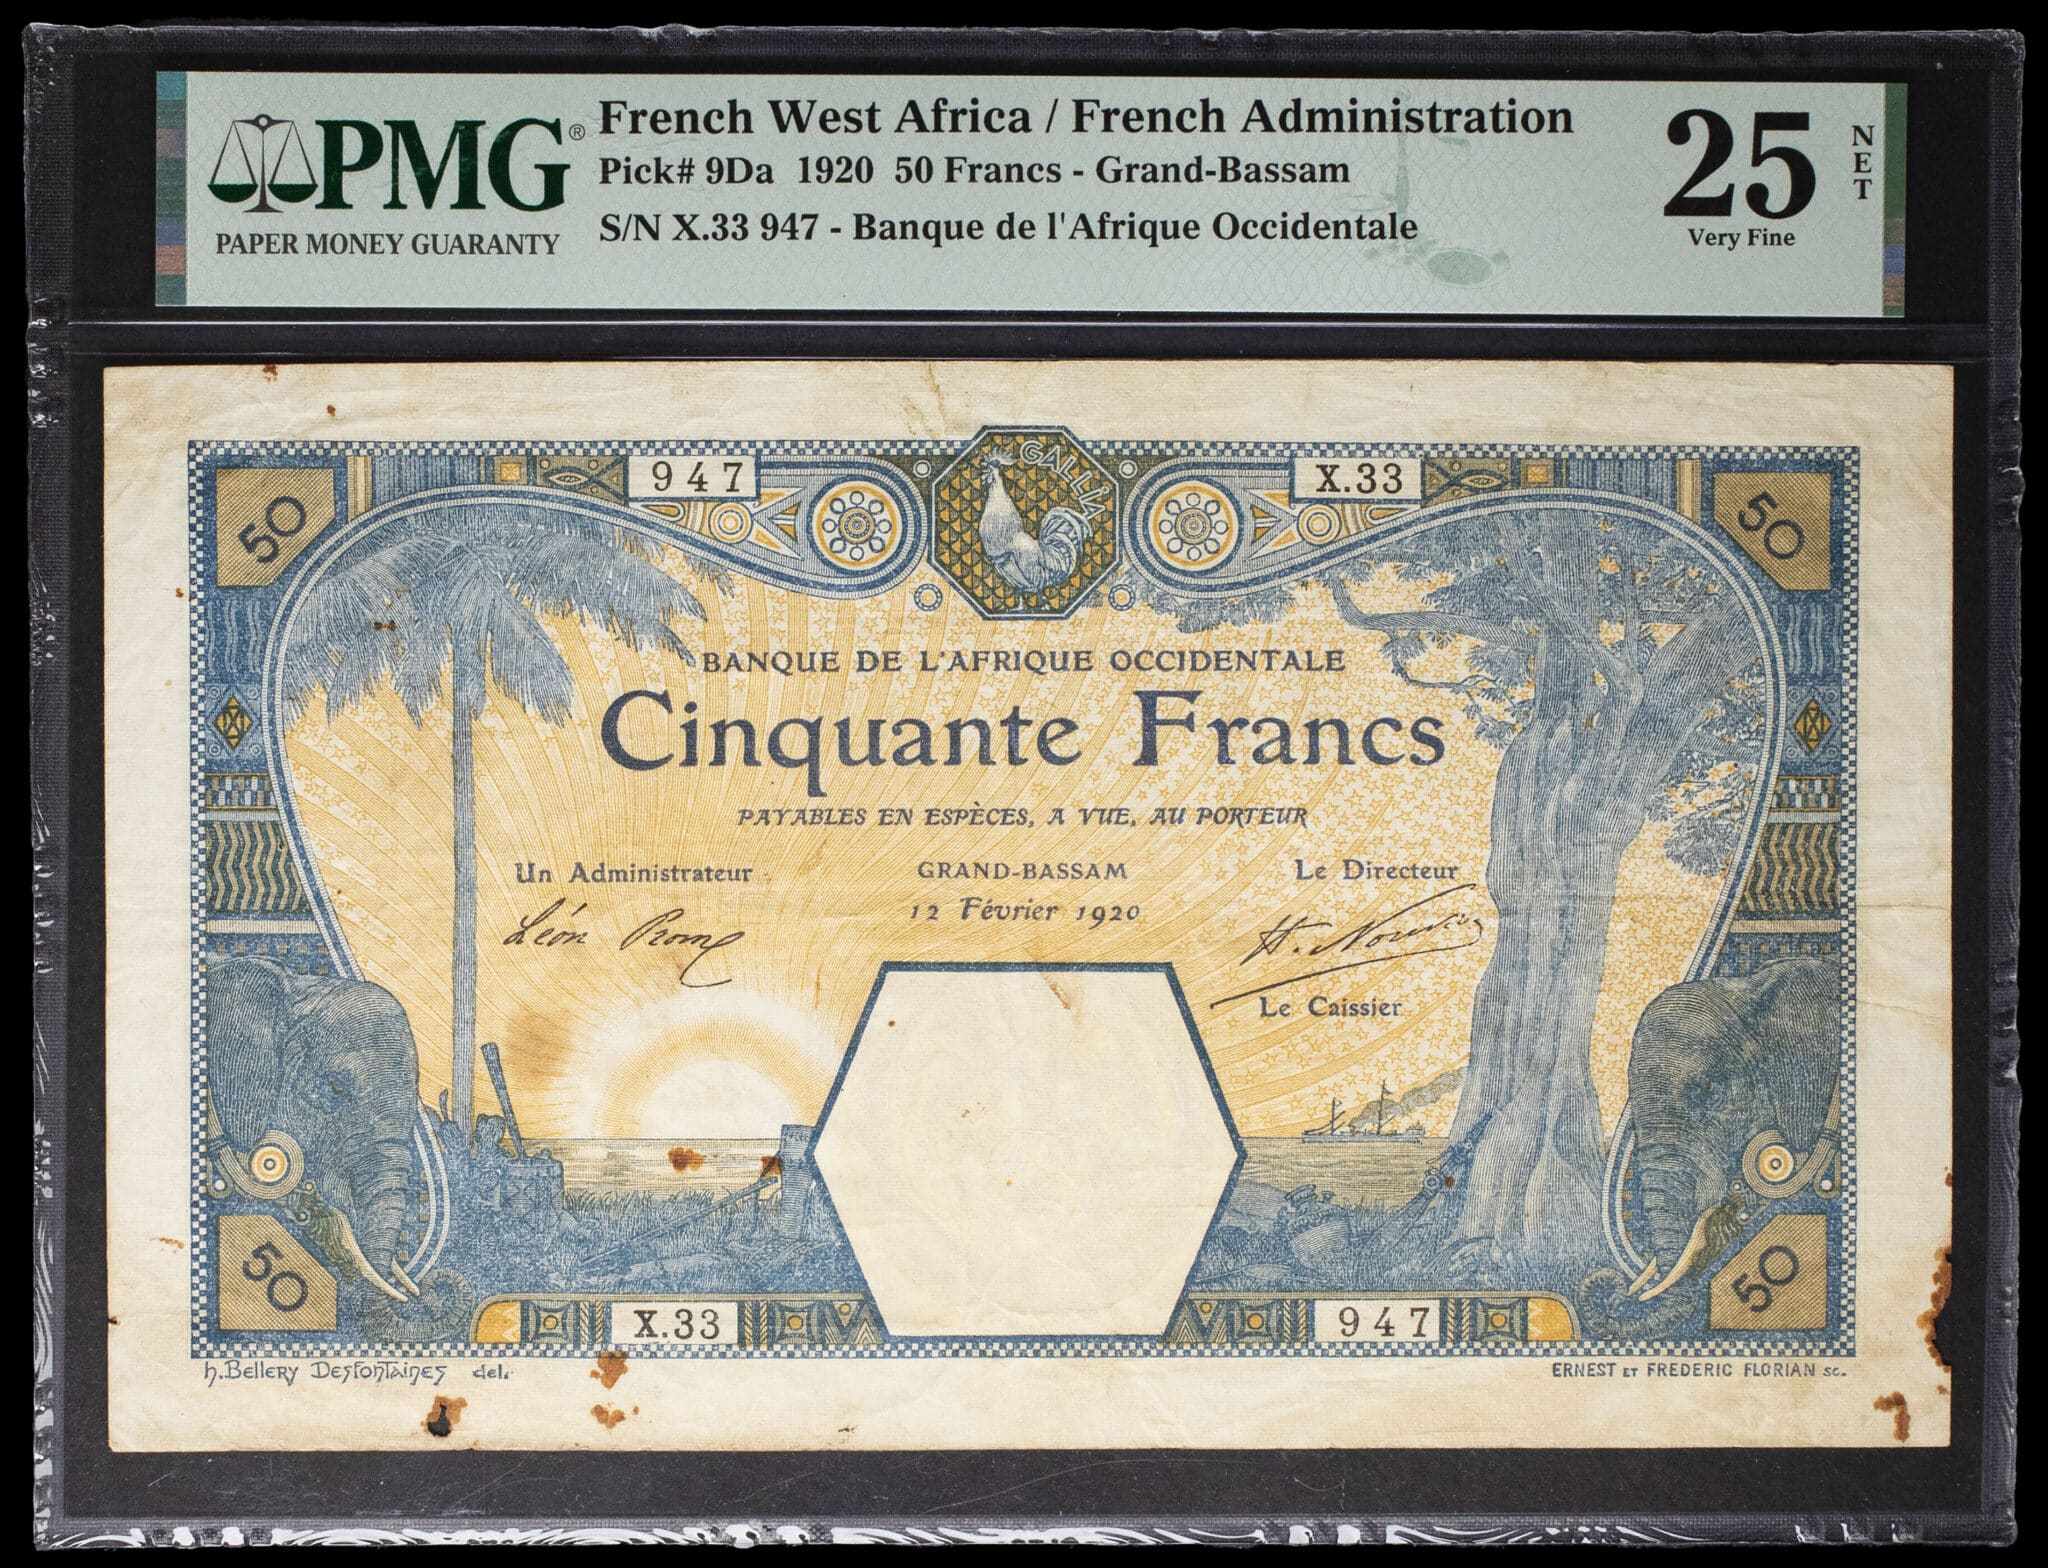 PMG®
PAPER MONEY GUARANTY
French West Africa / French Administration
Pick# 9Da 1920 50 Francs - Grand-Bassam
S/N X.33 947 - Banque de l'Afrique Occidentale
25
NET
Very Fine
GALLIA
947
X.33
50
50
BANQUE DE L'AFRIQUE OCCIDENTALE
Cinquante Francs
PAYABLES EN ESPÈCES, A VUE, AU PORTEUR
Un Administrateur
GRAND-BASSAM
Le Directeur
12 Février 1920
Léon
Le Caissier
50
50
X.33
947
h. Bellery Desfontaines del.
ERNEST ET FREDERIC FLORIAN SC.